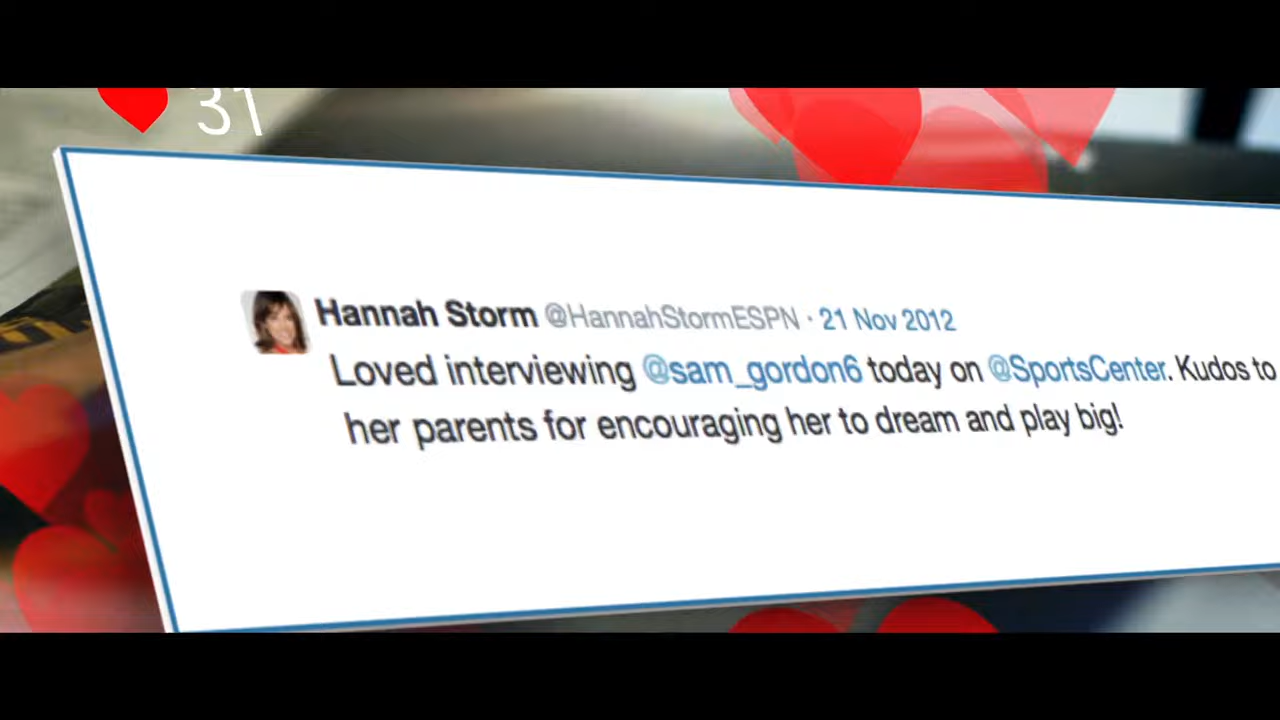 31
Hannah Storm @HannahStormESPN · 21 Nov 2012
Loved interviewing @sam_gordon6 today on @SportsCenter. Kudos to
her parents for encouraging her to dream and play big!